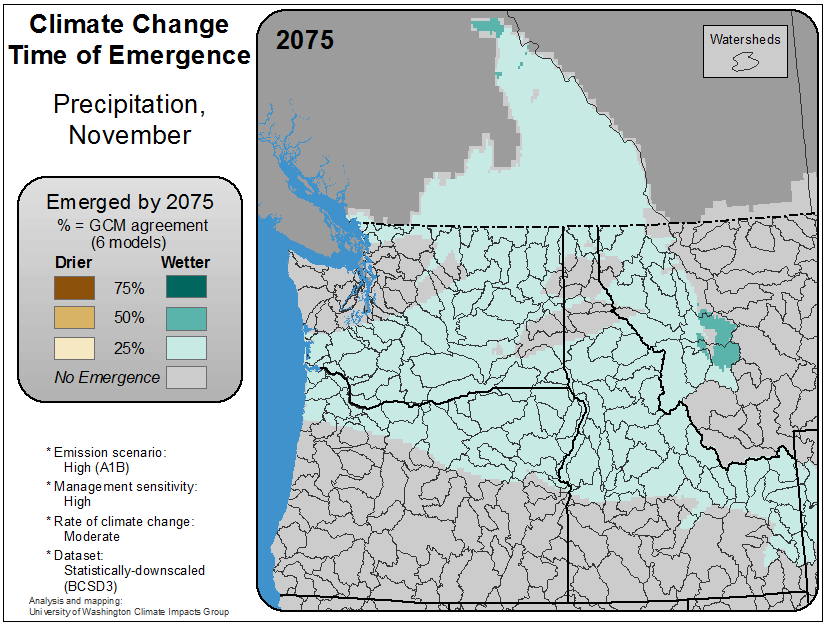 Climate Change
Time of Emergence
Precipitation,
November
Emerged by 2075
% = GCM agreement
(6 models)
Drier Wetter
75%
50%
25%
No Emergence
* Emission scenario:
High (A1B)
* Management sensitivity:
High
* Rate of climate change:
Moderate
* Dataset:
Statistically-downscaled
(BCSD3)
Analysis and mapping:
University of Washington Climate Impacts Group
2075
Watersheds